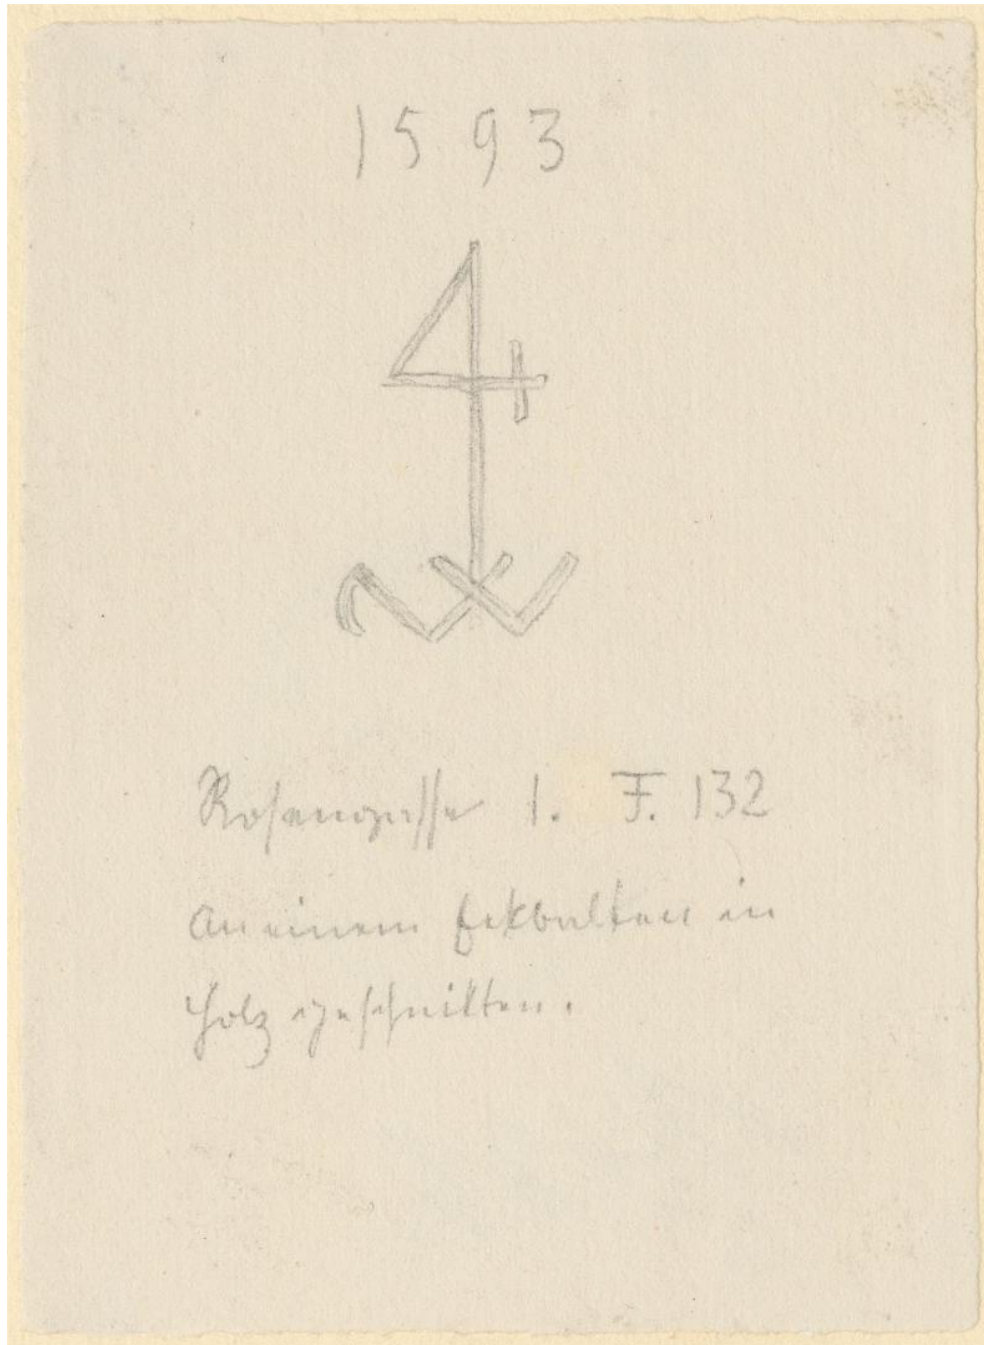 1593
Rosengasse 1. F. 132
An einem Eckbalken in
Holz geschnitten.